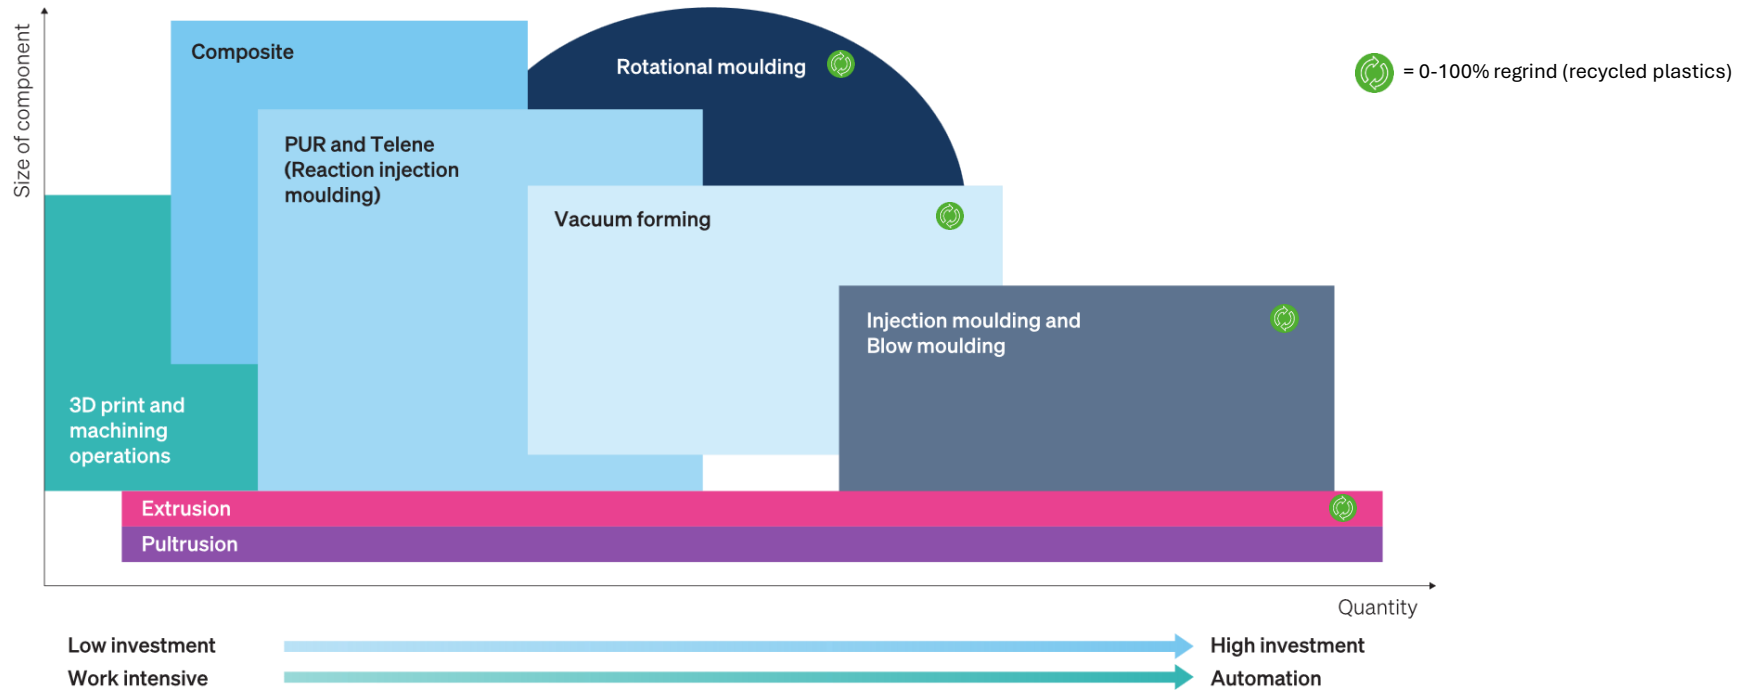 Size of component
Composite
Rotational moulding
= 0-100% regrind (recycled plastics)
PUR and Telene
(Reaction injection
moulding)
Vacuum forming
Injection moulding and
Blow moulding
3D print and
machining
operations
Extrusion
Pultrusion
Quantity
Low investment
High investment
Work intensive
Automation